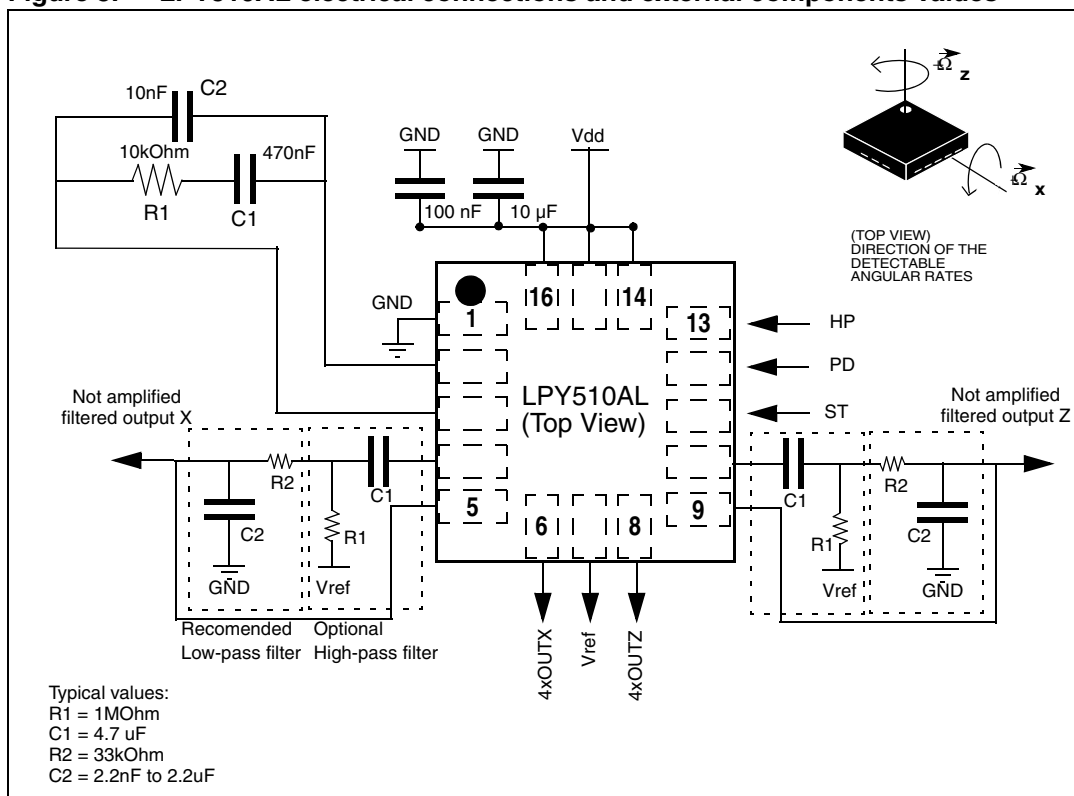 10nF
C2
10kOhm
470nF
R1
C1
GND
GND
Vdd
100 nF
10 µF
+Ω z
+Ω x
(TOP VIEW)
DIRECTION OF THE
DETECTABLE
ANGULAR RATES
GND
1
16
14
13
HP
PD
ST
LPY510AL
(Top View)
Not amplified
filtered output X
R2
C1
C2
R1
GND
Vref
Recomended
Low-pass filter
Optional
High-pass filter
5
6
8
9
4xOUTX
Vref
4xOUTZ
Not amplified
filtered output Z
C1
R2
R1
C2
Vref
GND
Typical values:
R1 = 1MOhm
C1 = 4.7 uF
R2 = 33kOhm
C2 = 2.2nF to 2.2uF